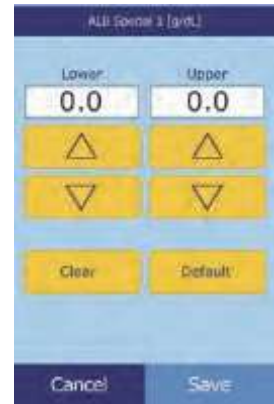 ALB Special 1 [g/dL]
Lower Upper
0.0 0.0
Clear Default
Cancel Save